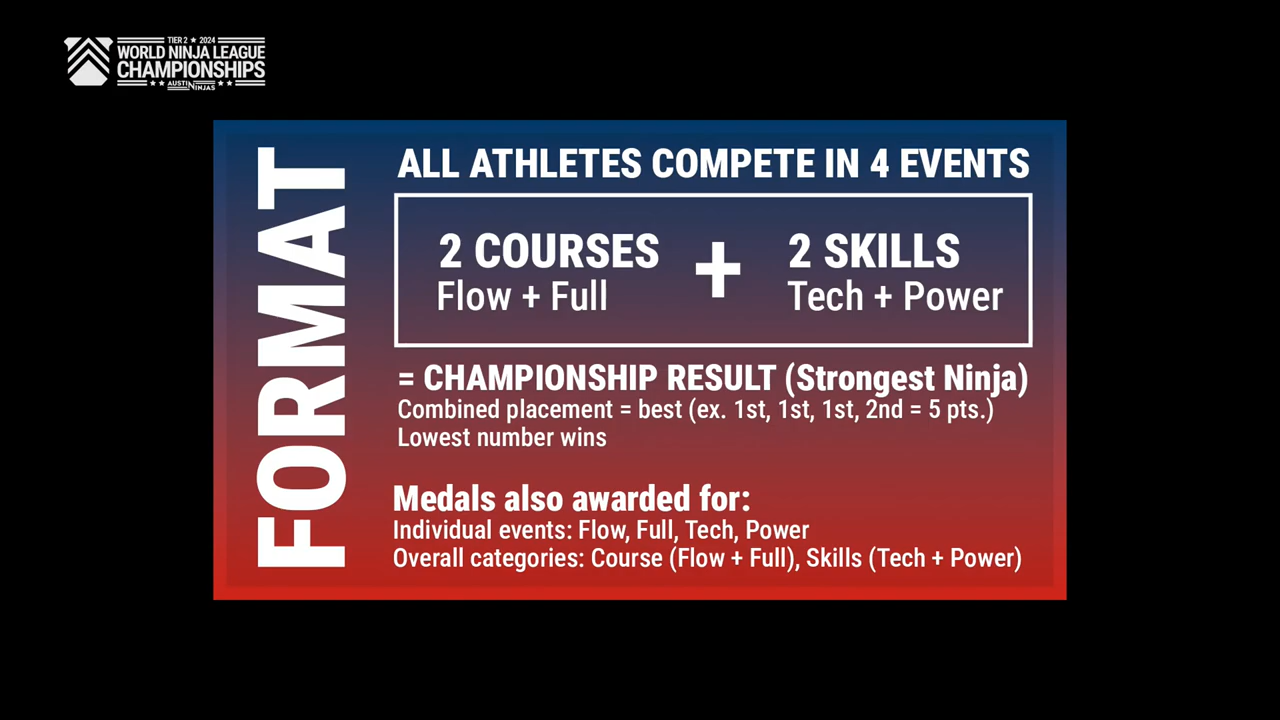 TIER 2 ★ 2024
WORLD NINJA LEAGUE
CHAMPIONSHIPS
AUSTIN NINJAS
FORMAT
ALL ATHLETES COMPETE IN 4 EVENTS
2 COURSES + 2 SKILLS
Flow + Full Tech + Power
= CHAMPIONSHIP RESULT (Strongest Ninja)
Combined placement = best (ex. 1st, 1st, 1st, 2nd = 5 pts.)
Lowest number wins
Medals also awarded for:
Individual events: Flow, Full, Tech, Power
Overall categories: Course (Flow + Full), Skills (Tech + Power)